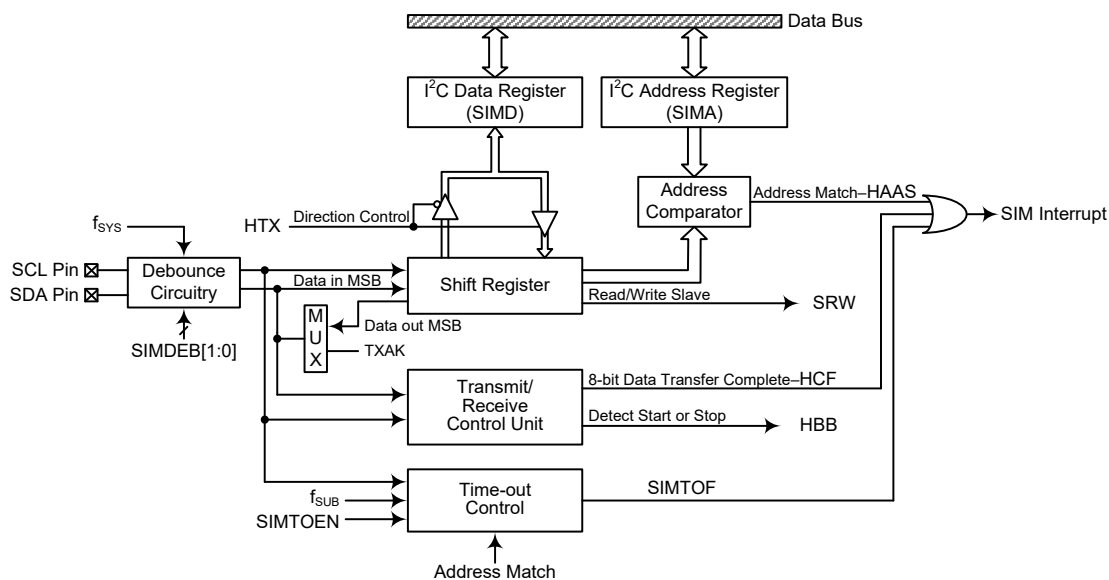 Data Bus
I²C Data Register
(SIMD)
I²C Address Register
(SIMA)
Address
Comparator
Address Match–HAAS
SIM Interrupt
HTX
Direction Control
fSYS
SCL Pin
SDA Pin
Debounce
Circuitry
SIMDEB[1:0]
Data in MSB
Shift Register
Read/Write Slave
SRW
M
U
X
Data out MSB
TXAK
Transmit/
Receive
Control Unit
8-bit Data Transfer Complete–HCF
Detect Start or Stop
HBB
fSUB
SIMTOEN
Time-out
Control
SIMTOF
Address Match